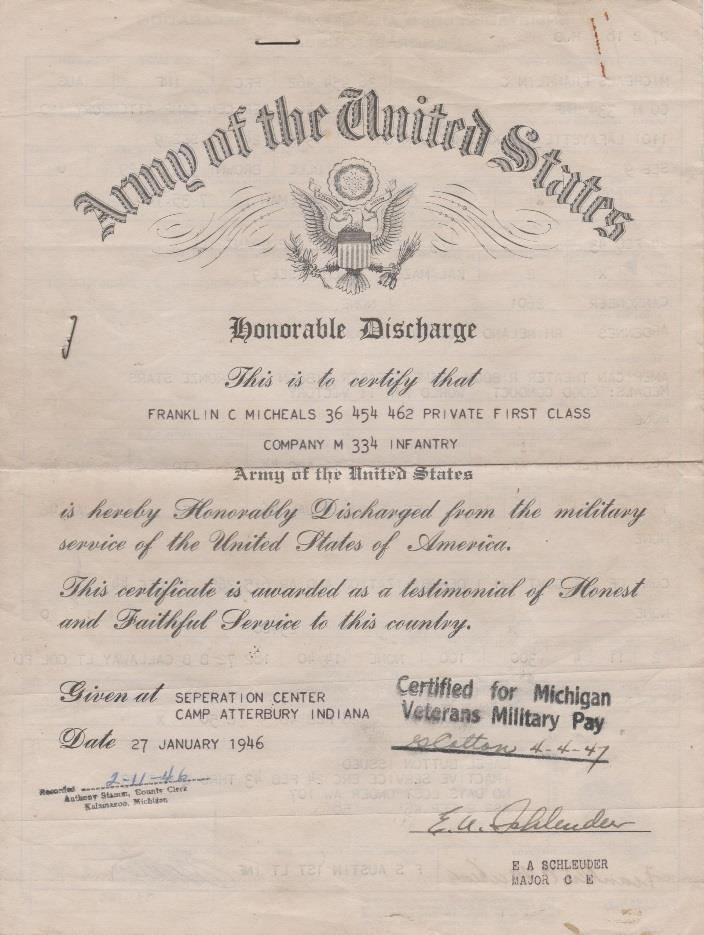 Army of the United States
Honorable Discharge
This is to certify that
FRANKLIN C MICHEALS 36 454 462 PRIVATE FIRST CLASS
COMPANY M 334 INFANTRY
Army of the United States
is hereby Honorably Discharged from the military
service of the United States of America.
This certificate is awarded as a testimonial of Honest
and Faithful Service to this country.
Given at SEPERATION CENTER
CAMP ATTERBURY INDIANA
Date 27 JANUARY 1946
Certified for Michigan
Veterans Military Pay
4-4-47
Recorded 2-11-46
Anthony Stamm, County Clerk
Kalamazoo, Michigan
E. A. Schleuder
E A SCHLEUDER
MAJOR C E